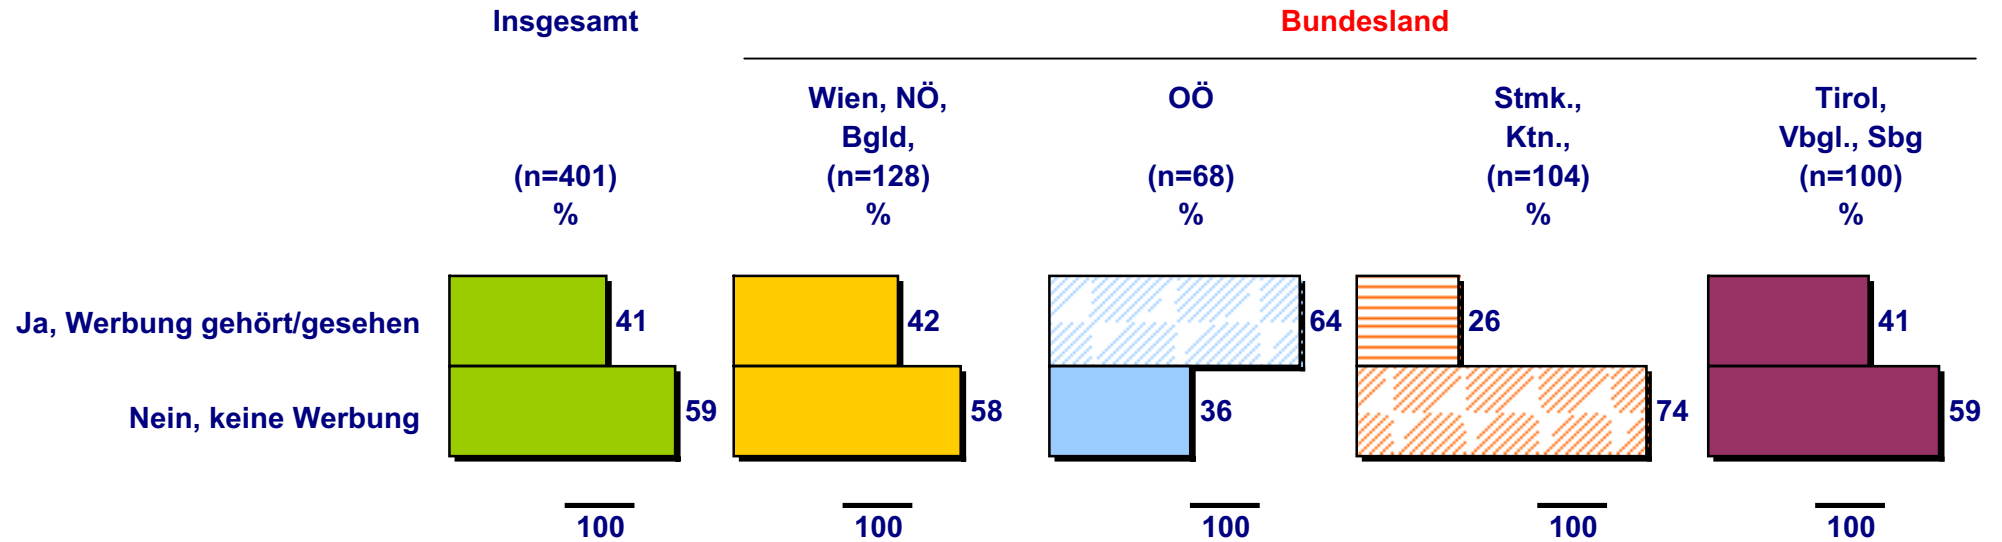 Insgesamt
Bundesland
Wien, NÖ,
Bgld,
OÖ
Stmk.,
Ktn.,
Tirol,
Vbgl., Sbg
(n=401)
(n=128)
(n=68)
(n=104)
(n=100)
% % % % %
Ja, Werbung gehört/gesehen 41 42 64 26 41
Nein, keine Werbung 59 58 36 74 59
100 100 100 100 100